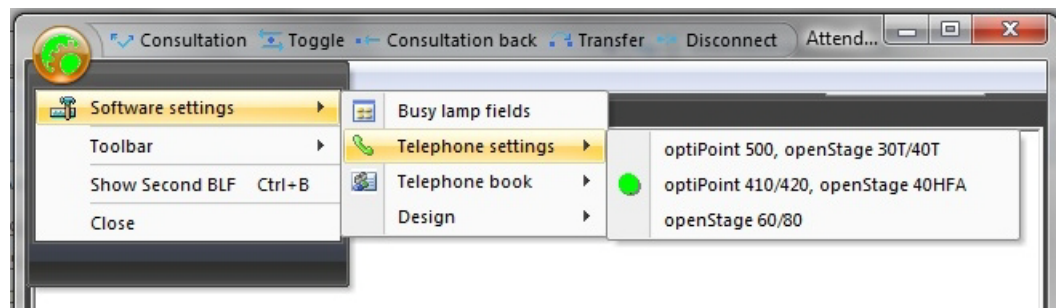 Consultation Toggle Consultation back Transfer Disconnect Attend...
Software settings
Toolbar
Show Second BLF Ctrl+B
Close
Busy lamp fields
Telephone settings
Telephone book
Design
optiPoint 500, openStage 30T/40T
optiPoint 410/420, openStage 40HFA
openStage 60/80